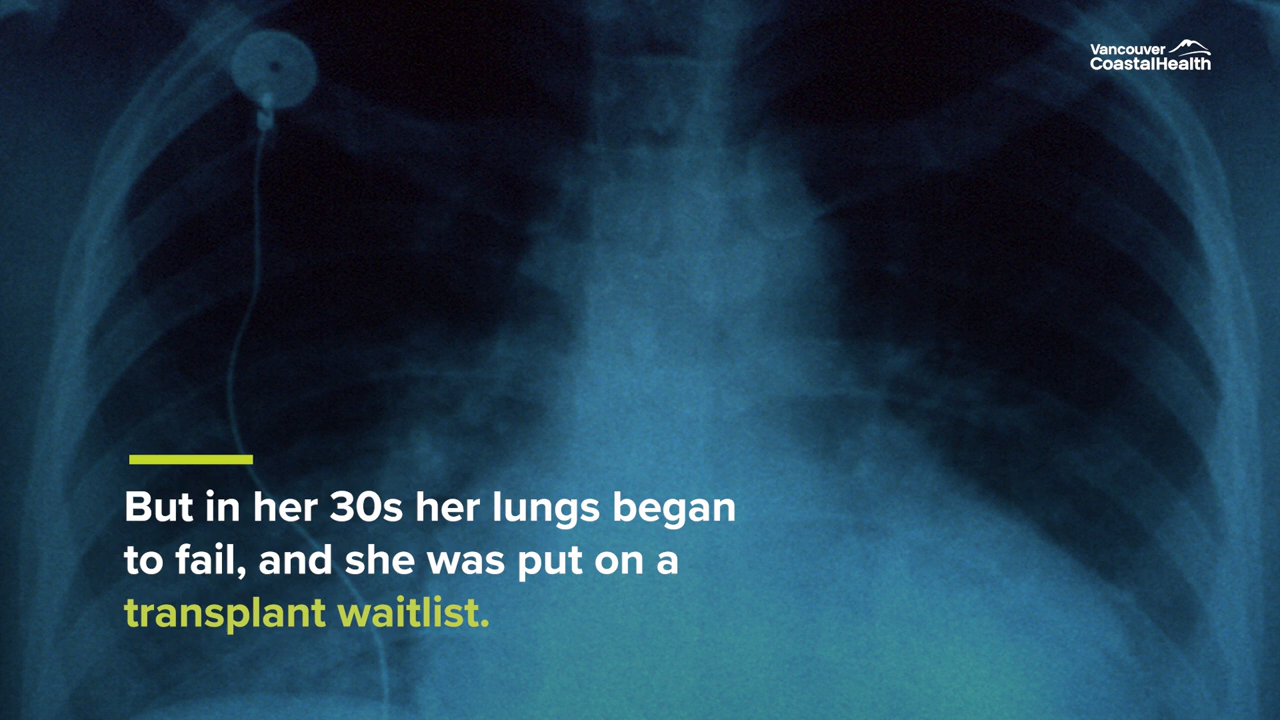 Vancouver
CoastalHealth
But in her 30s her lungs began
to fail, and she was put on a
transplant waitlist.